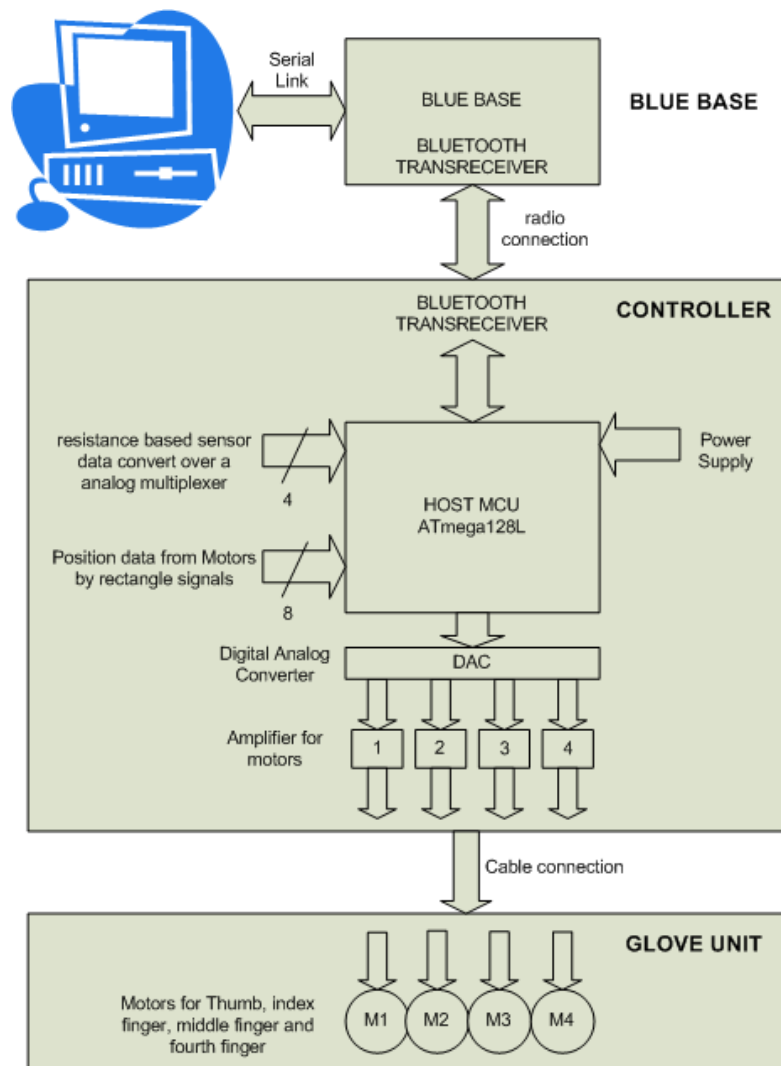 Serial
Link
BLUE BASE
BLUE BASE
BLUETOOTH
TRANSRECEIVER
radio
connection
BLUETOOTH
TRANSRECEIVER
CONTROLLER
resistance based sensor
data convert over a
analog multiplexer
4
Power
Supply
HOST MCU
ATmega128L
Position data from Motors
by rectangle signals
8
Digital Analog
Converter
DAC
Amplifier for
motors
1 2 3 4
Cable connection
GLOVE UNIT
Motors for Thumb, index
finger, middle finger and
fourth finger
M1 M2 M3 M4